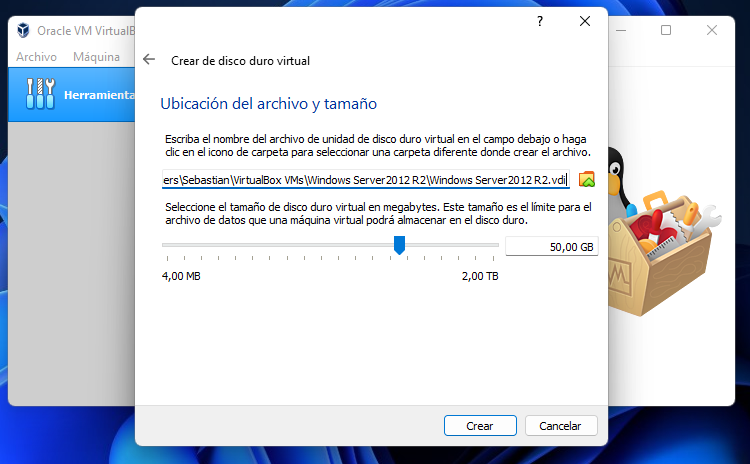 Oracle VM VirtualB
Archivo Máquina
Herramienta
?
Crear de disco duro virtual
Ubicación del archivo y tamaño
Escriba el nombre del archivo de unidad de disco duro virtual en el campo debajo o haga
clic en el icono de carpeta para seleccionar una carpeta diferente donde crear el archivo.
ers\Sebastian\VirtualBox VMs\Windows Server2012 R2\Windows Server2012 R2.vdi
Seleccione el tamaño de disco duro virtual en megabytes. Este tamaño es el límite para el
archivo de datos que una máquina virtual podrá almacenar en el disco duro.
50,00 GB
4,00 MB 2,00 TB
Crear Cancelar